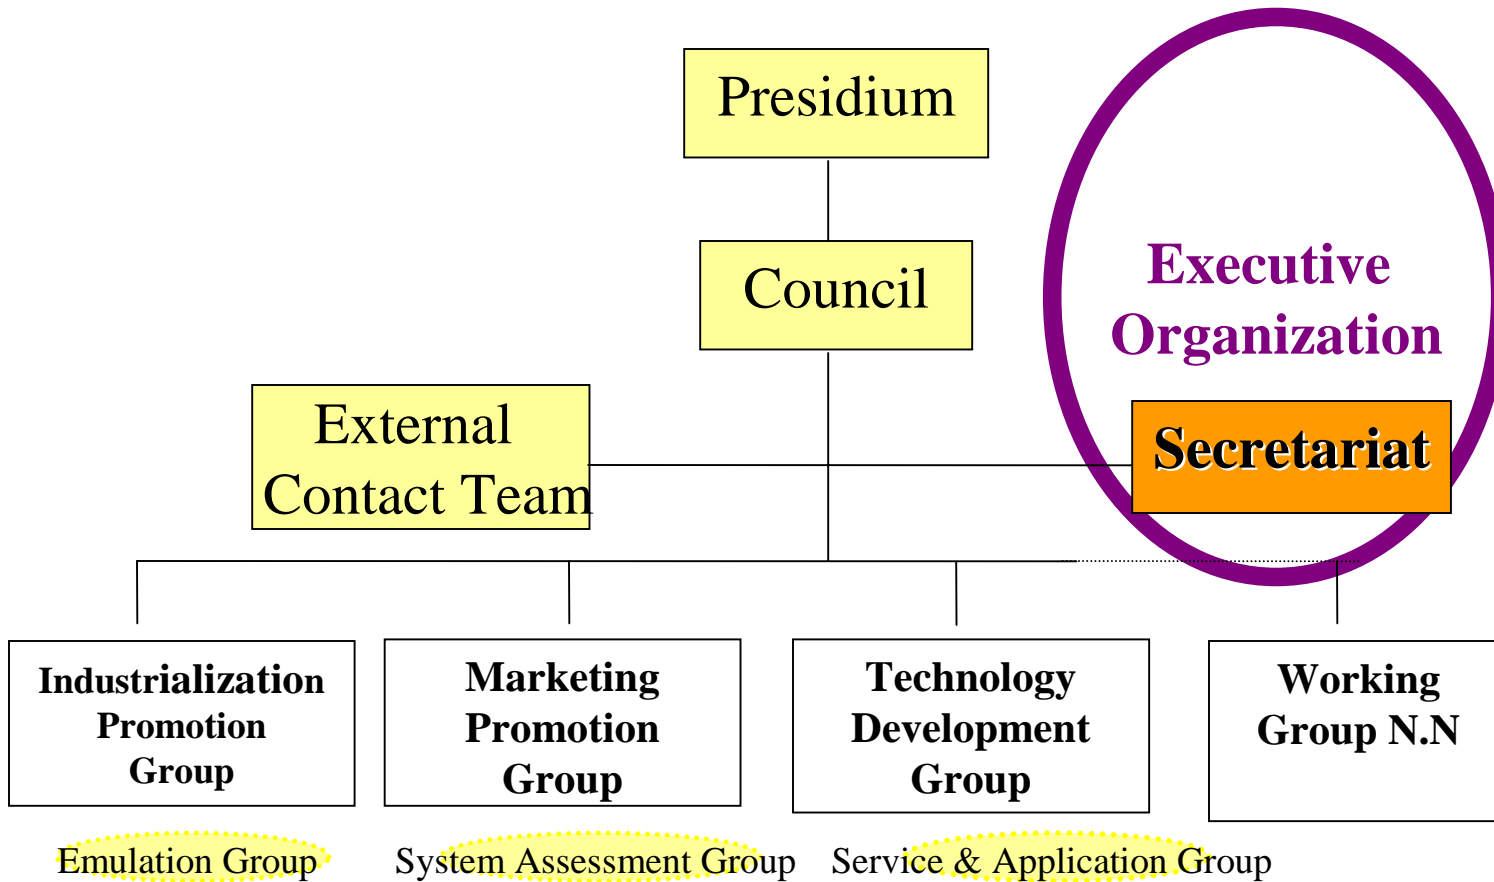 Presidium
Council
Executive
Organization
External
Contact Team
Secretariat
Industrialization
Promotion
Group
Marketing
Promotion
Group
Technology
Development
Group
Working
Group N.N
Emulation Group
System Assessment Group
Service & Application Group